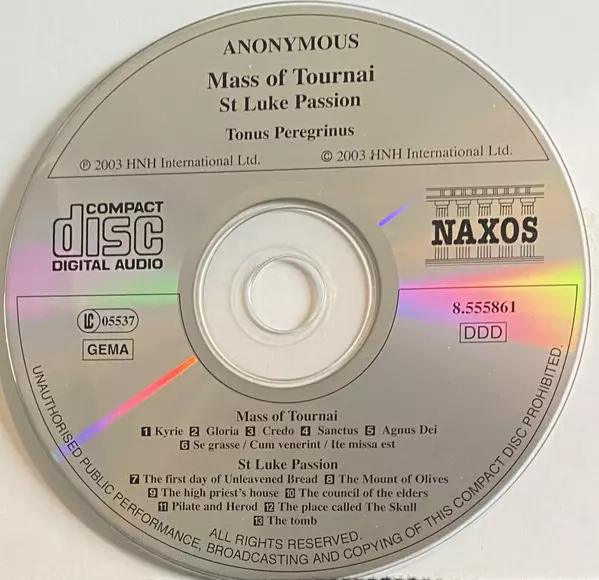 ANONYMOUS
Mass of Tournai
St Luke Passion
Tonus Peregrinus
℗ 2003 HNH International Ltd.
© 2003 HNH International Ltd.
COMPACT
disc
DIGITAL AUDIO
NAXOS
LC 05537
GEMA
8.555861
DDD
Mass of Tournai
1 Kyrie 2 Gloria 3 Credo 4 Sanctus 5 Agnus Dei
6 Se grasse / Cum venerint / Ite missa est
St Luke Passion
7 The first day of Unleavened Bread 8 The Mount of Olives
9 The high priest's house 10 The council of the elders
11 Pilate and Herod 12 The place called The Skull
13 The tomb
ALL RIGHTS RESERVED.
UNAUTHORISED PUBLIC PERFORMANCE, BROADCASTING AND COPYING OF THIS COMPACT DISC PROHIBITED.